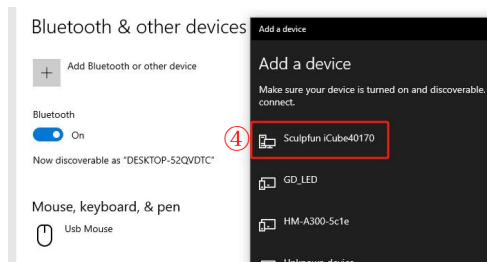 Bluetooth & other devices
Add Bluetooth or other device
Bluetooth
On
Now discoverable as "DESKTOP-52QVDTC"
Mouse, keyboard, & pen
Usb Mouse
Add a device
Add a device
Make sure your device is turned on and discoverable.
connect.
④
Sculpfun iCube40170
GD_LED
HM-A300-5c1e
Unknown device